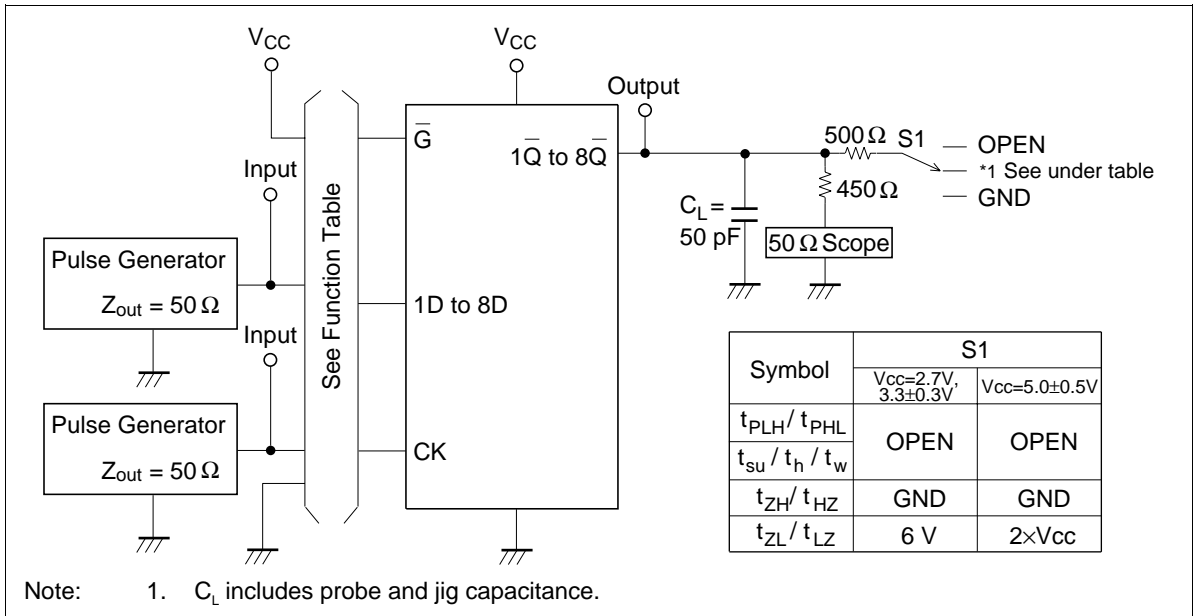 VCC
VCC
Output
Input
G̅
1Q̅ to 8Q̅
500 Ω
S1
OPEN
*1 See under table
GND
450 Ω
CL =
50 pF
50 Ω Scope
Pulse Generator
Zout = 50 Ω
See Function Table
1D to 8D
Input
Pulse Generator
Zout = 50 Ω
CK
Symbol
S1
Vcc=2.7V,
3.3±0.3V
Vcc=5.0±0.5V
tPLH / tPHL
OPEN
OPEN
tsu / th / tw
tZH / tHZ
GND
GND
tZL / tLZ
6 V
2×Vcc
Note: 1. CL includes probe and jig capacitance.